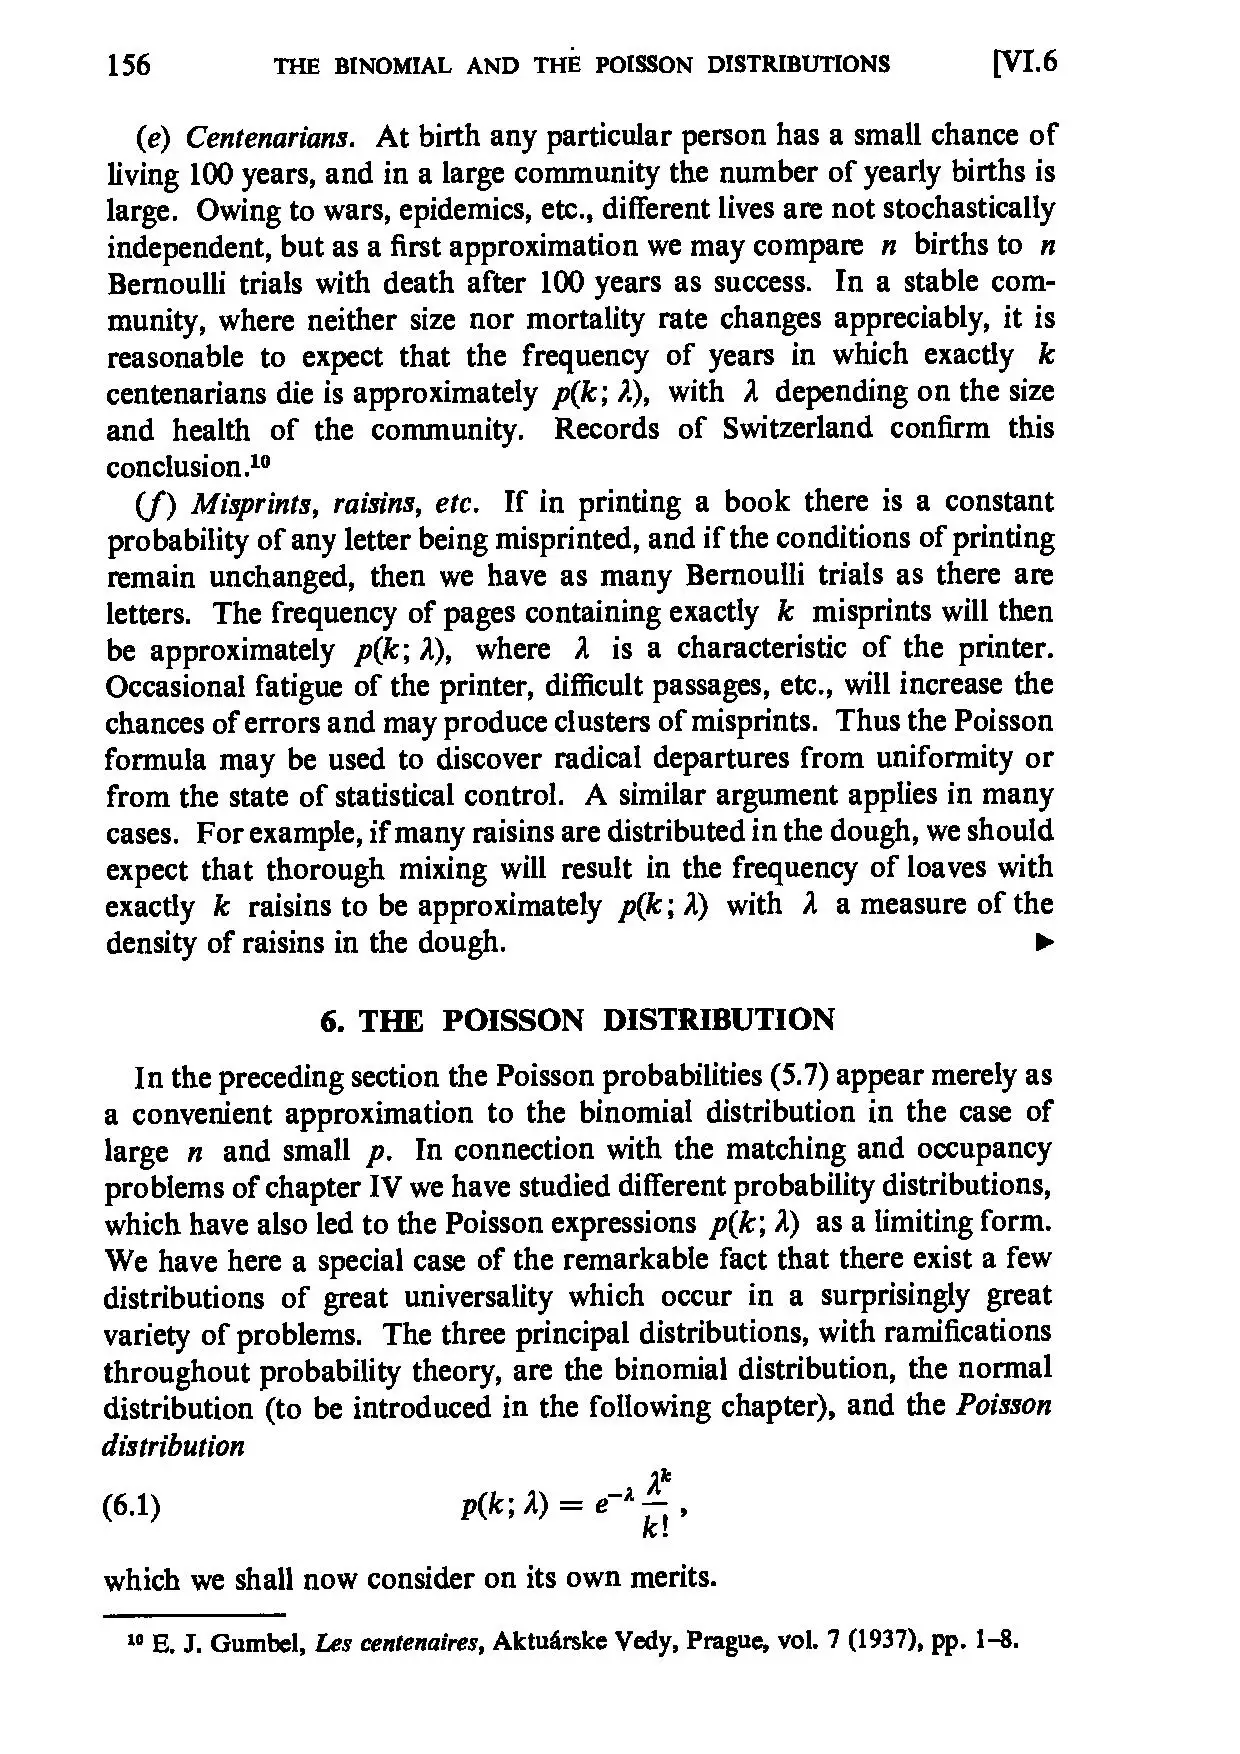 156 THE BINOMIAL AND THE POISSON DISTRIBUTIONS [VI.6
(e) Centenarians. At birth any particular person has a small chance of
living 100 years, and in a large community the number of yearly births is
large. Owing to wars, epidemics, etc., different lives are not stochastically
independent, but as a first approximation we may compare n births to n
Bernoulli trials with death after 100 years as success. In a stable com-
munity, where neither size nor mortality rate changes appreciably, it is
reasonable to expect that the frequency of years in which exactly k
centenarians die is approximately p(k; λ), with λ depending on the size
and health of the community. Records of Switzerland confirm this
conclusion.¹⁰
(f) Misprints, raisins, etc. If in printing a book there is a constant
probability of any letter being misprinted, and if the conditions of printing
remain unchanged, then we have as many Bernoulli trials as there are
letters. The frequency of pages containing exactly k misprints will then
be approximately p(k; λ), where λ is a characteristic of the printer.
Occasional fatigue of the printer, difficult passages, etc., will increase the
chances of errors and may produce clusters of misprints. Thus the Poisson
formula may be used to discover radical departures from uniformity or
from the state of statistical control. A similar argument applies in many
cases. For example, if many raisins are distributed in the dough, we should
expect that thorough mixing will result in the frequency of loaves with
exactly k raisins to be approximately p(k; λ) with λ a measure of the
density of raisins in the dough. ►
6. THE POISSON DISTRIBUTION
In the preceding section the Poisson probabilities (5.7) appear merely as
a convenient approximation to the binomial distribution in the case of
large n and small p. In connection with the matching and occupancy
problems of chapter IV we have studied different probability distributions,
which have also led to the Poisson expressions p(k; λ) as a limiting form.
We have here a special case of the remarkable fact that there exist a few
distributions of great universality which occur in a surprisingly great
variety of problems. The three principal distributions, with ramifications
throughout probability theory, are the binomial distribution, the normal
distribution (to be introduced in the following chapter), and the Poisson
distribution
(6.1) p(k; λ) = e^{−λ} λ^k / k! ,
which we shall now consider on its own merits.
¹⁰ E. J. Gumbel, Les centenaires, Aktuárske Vedy, Prague, vol. 7 (1937), pp. 1–8.